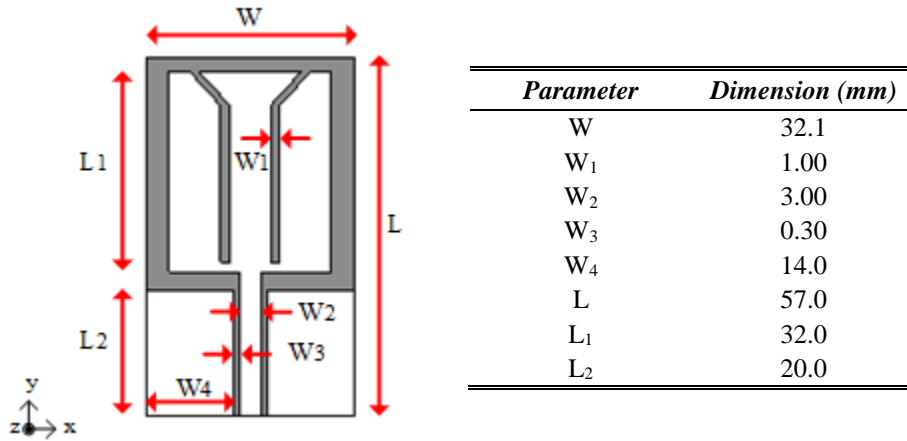 W
L1
W1
L
L2
W2
W3
W4
y
z x
Parameter Dimension (mm)
W 32.1
W₁ 1.00
W₂ 3.00
W₃ 0.30
W₄ 14.0
L 57.0
L₁ 32.0
L₂ 20.0